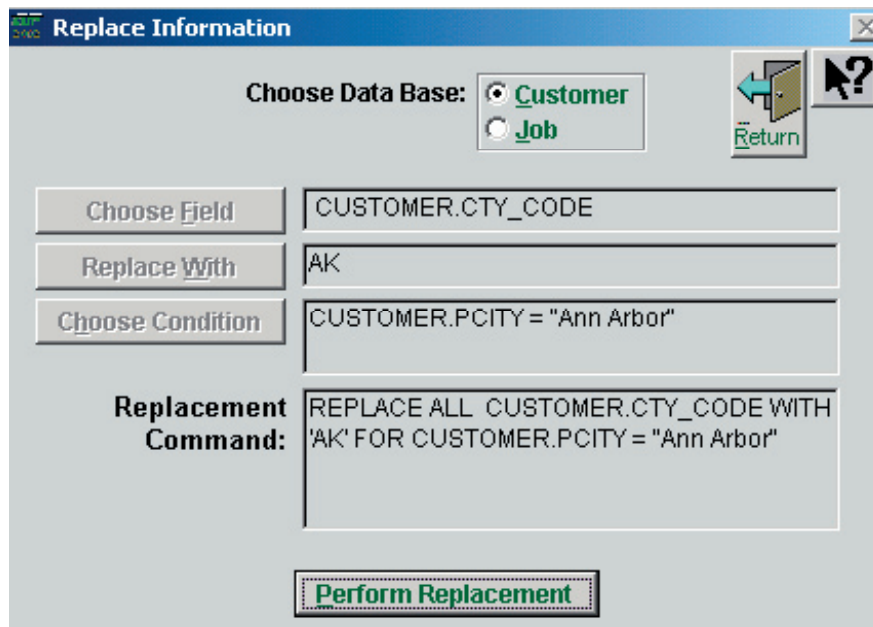 Replace Information
Choose Data Base:
Customer
Job
Return
?
Choose Field
CUSTOMER.CTY_CODE
Replace With
AK
Choose Condition
CUSTOMER.PCITY = "Ann Arbor"
Replacement Command:
REPLACE ALL CUSTOMER.CTY_CODE WITH
'AK' FOR CUSTOMER.PCITY = "Ann Arbor"
Perform Replacement